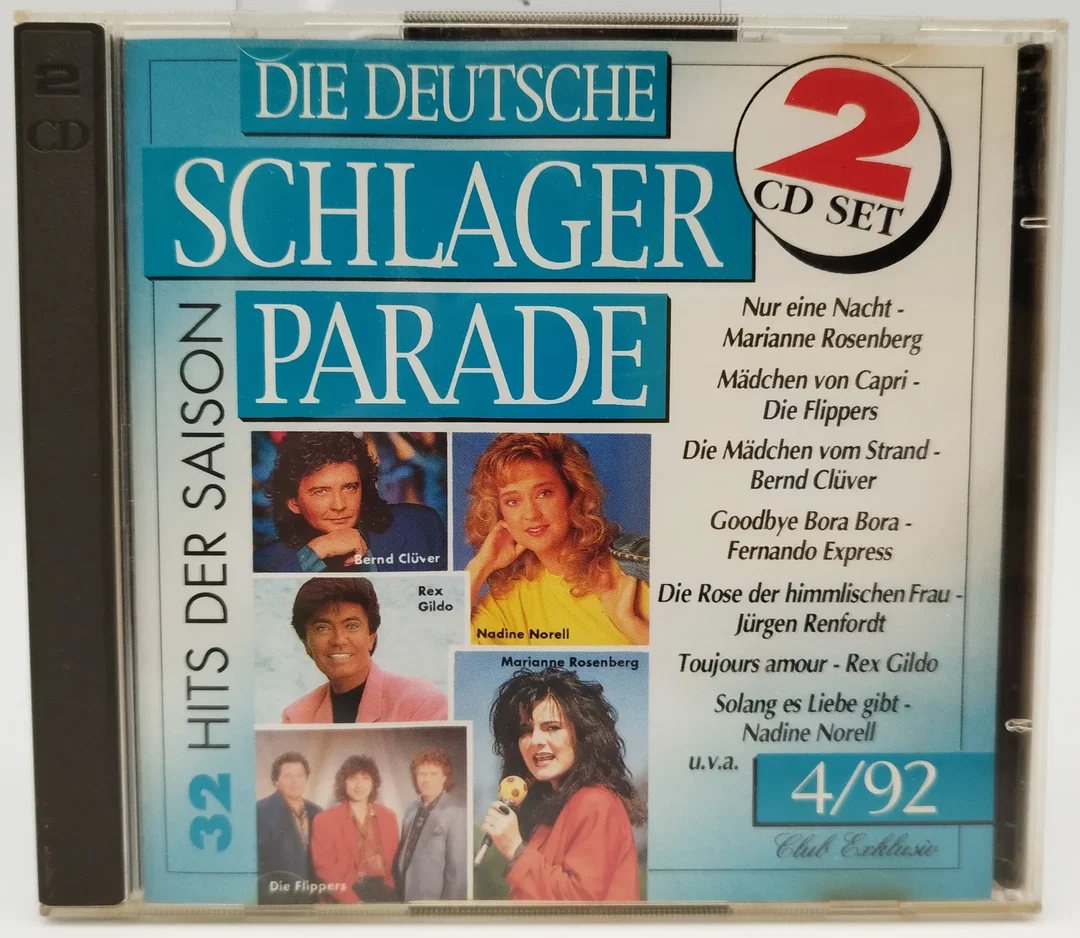 2
CD
DIE DEUTSCHE
SCHLAGER
PARADE
2
CD SET
32 HITS DER SAISON
Nur eine Nacht -
Marianne Rosenberg
Mädchen von Capri -
Die Flippers
Die Mädchen vom Strand -
Bernd Clüver
Goodbye Bora Bora -
Fernando Express
Die Rose der himmlischen Frau -
Jürgen Renfordt
Toujours amour - Rex Gildo
Solang es Liebe gibt -
Nadine Norell
u.v.a.
4/92
Club Exklusiv
Bernd Clüver
Rex
Gildo
Nadine Norell
Marianne Rosenberg
Die Flippers